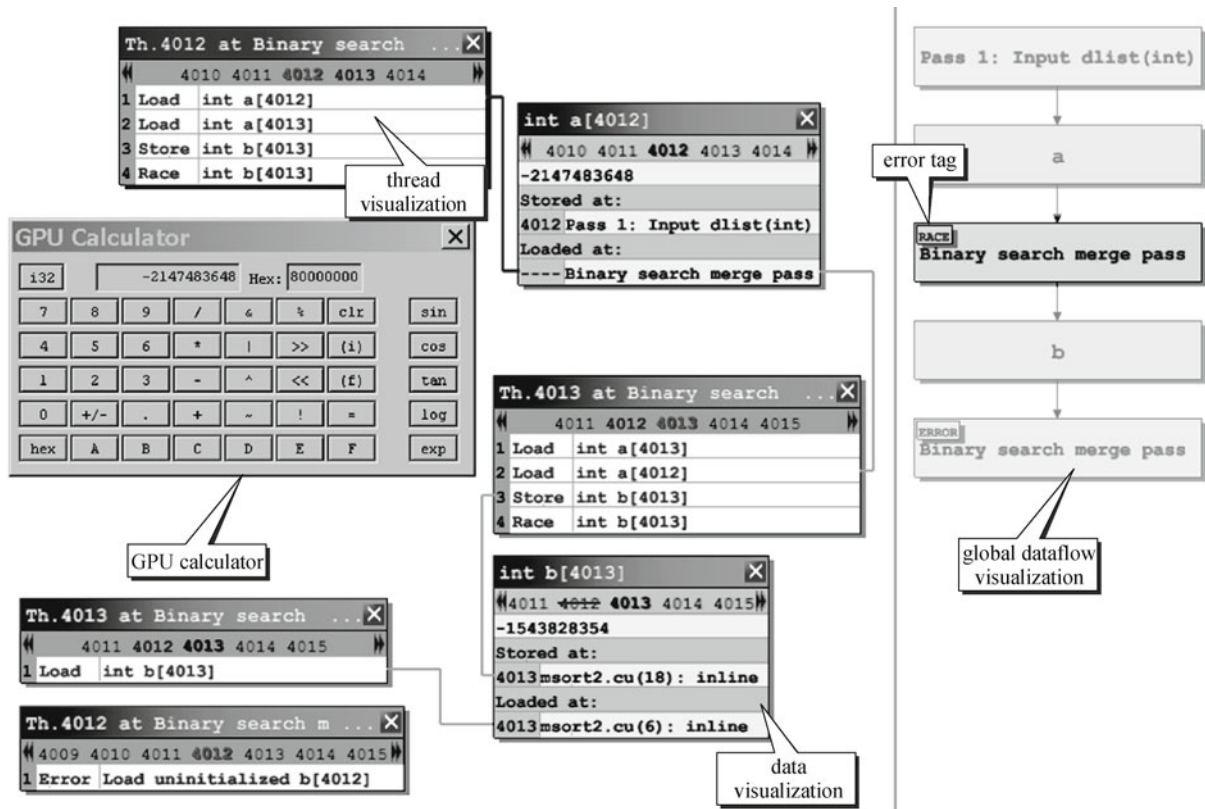 Th.4012 at Binary search ...
4010 4011 4012 4013 4014
1 Load int a[4012]
2 Load int a[4013]
3 Store int b[4013]
4 Race int b[4013]
thread
visualization
int a[4012]
4010 4011 4012 4013 4014
-2147483648
Stored at:
4012 Pass 1: Input dlist(int)
Loaded at:
---- Binary search merge pass
GPU Calculator
i32 -2147483648 Hex: 80000000
7 8 9 / & % clr sin
4 5 6 * | >> (i) cos
1 2 3 - ^ << (f) tan
0 +/- . + ~ ! = log
hex A B C D E F exp
GPU calculator
Th.4013 at Binary search ...
4011 4012 4013 4014 4015
1 Load int a[4013]
2 Load int a[4012]
3 Store int b[4013]
4 Race int b[4013]
int b[4013]
4011 4012 4013 4014 4015
-1543828354
Stored at:
4013 msort2.cu(18): inline
Loaded at:
4013 msort2.cu(6): inline
data
visualization
Th.4013 at Binary search ...
4011 4012 4013 4014 4015
1 Load int b[4013]
Th.4012 at Binary search m ...
4009 4010 4011 4012 4013 4014 4015
1 Error Load uninitialized b[4012]
Pass 1: Input dlist(int)
a
error tag
RACE
Binary search merge pass
b
ERROR
Binary search merge pass
global dataflow
visualization